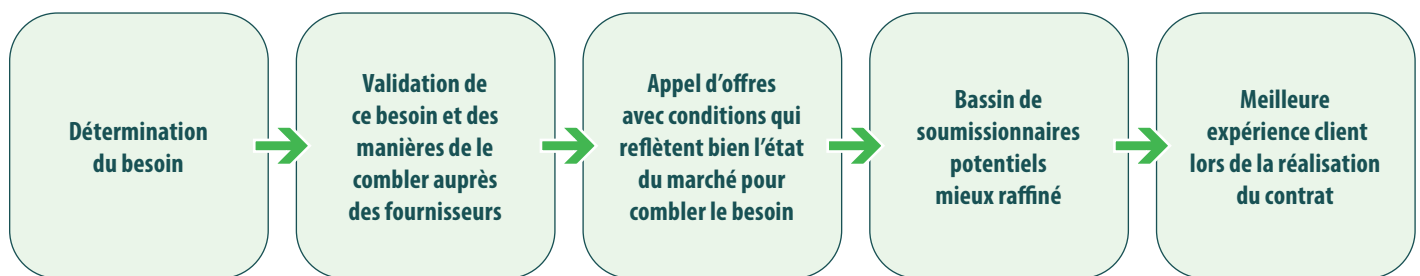 Détermination
du besoin
Validation de
ce besoin et des
manières de le
combler auprès
des fournisseurs
Appel d’offres
avec conditions qui
reflètent bien l’état
du marché pour
combler le besoin
Bassin de
soumissionnaires
potentiels
mieux raffiné
Meilleure
expérience client
lors de la réalisation
du contrat